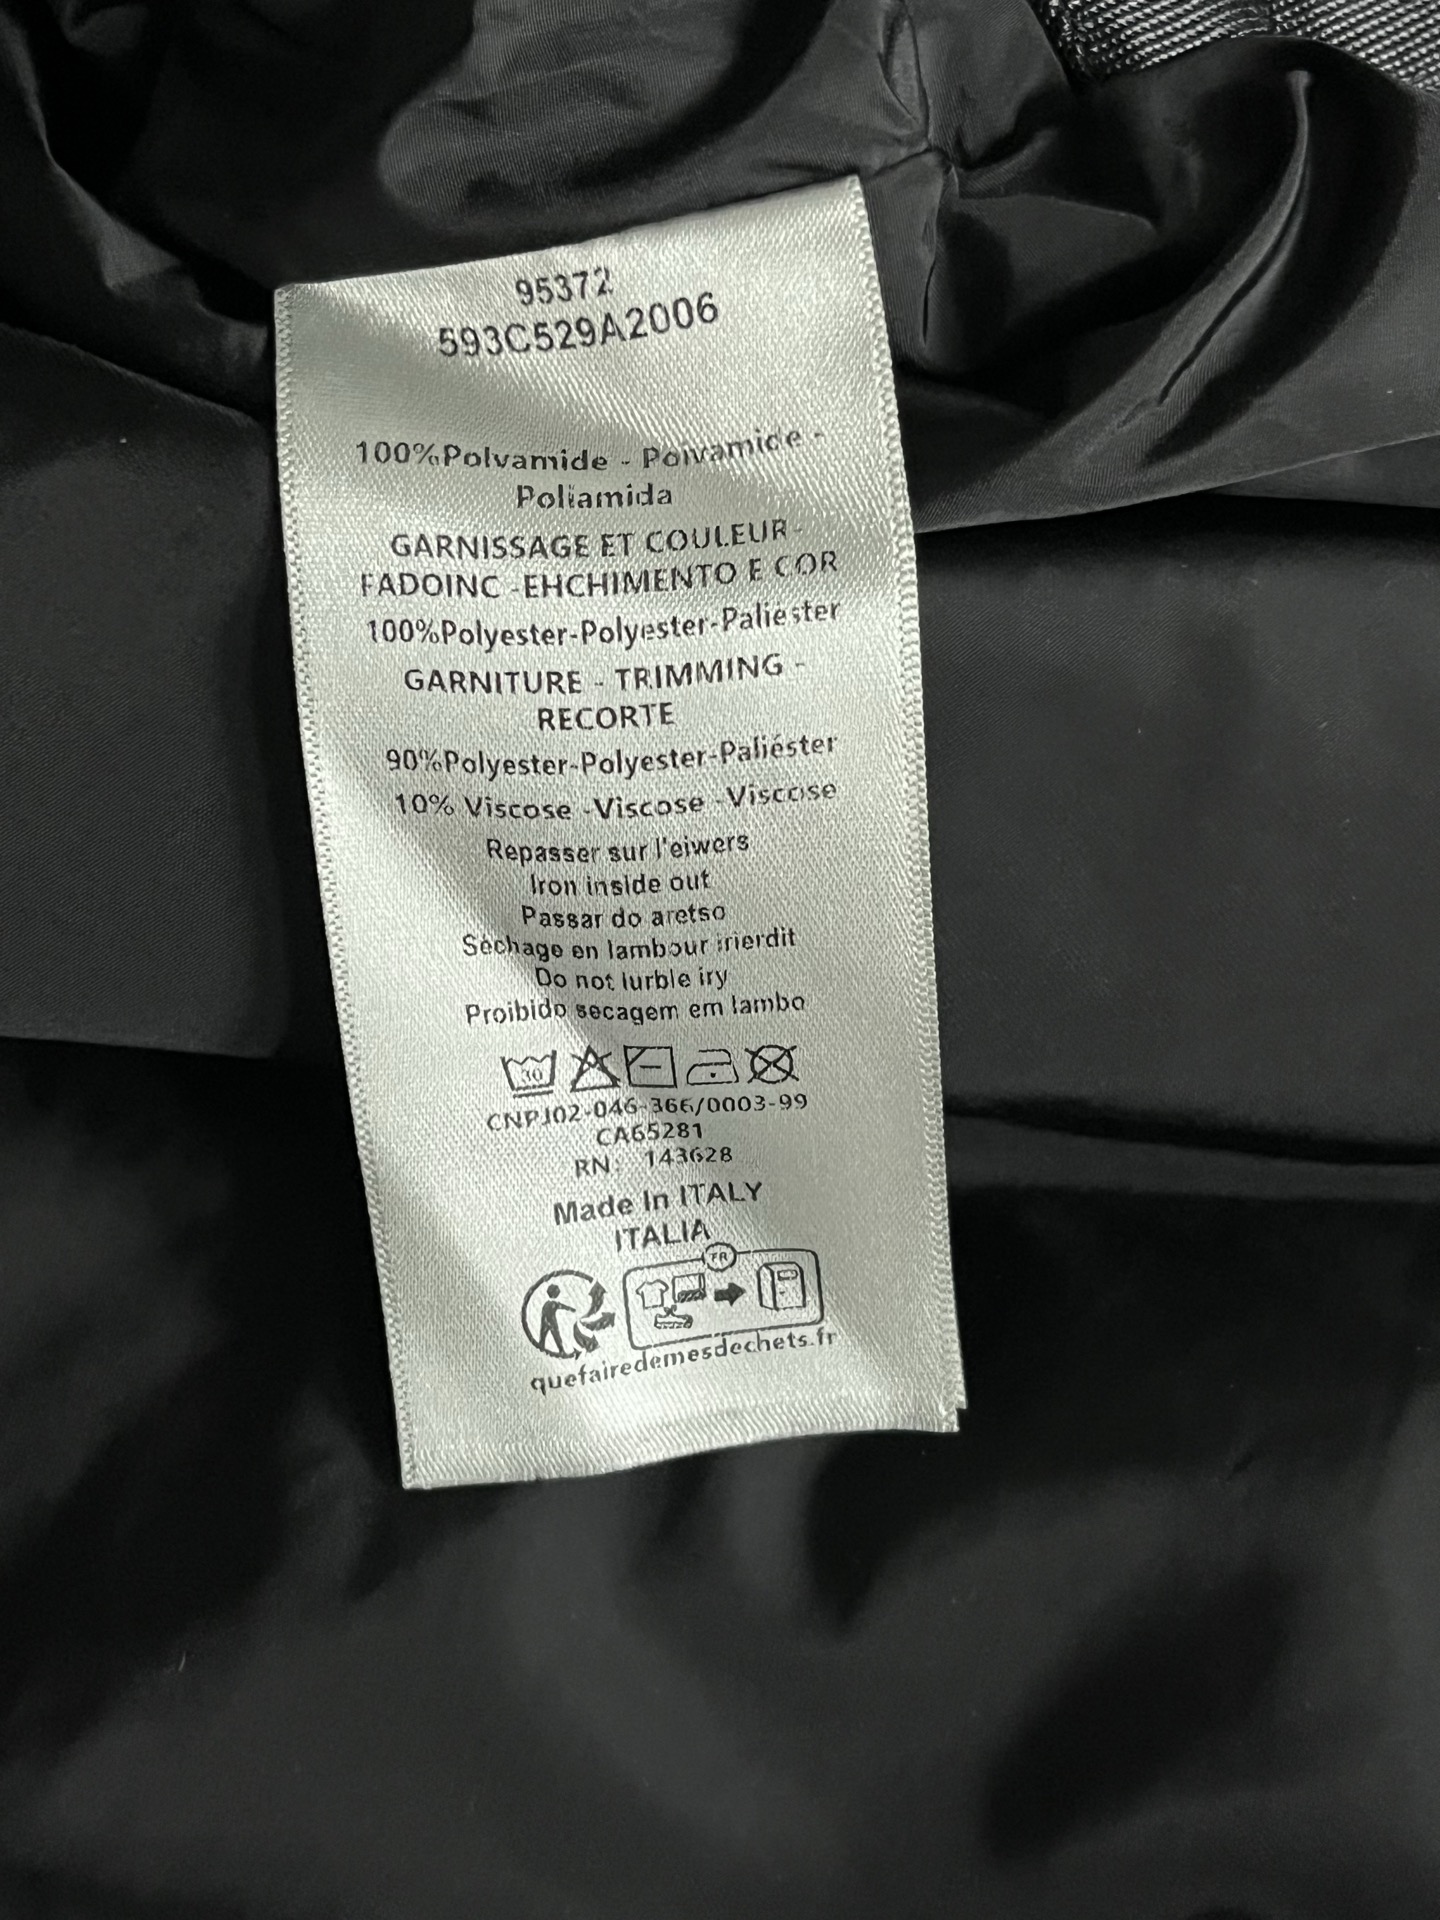 95372
593C529A2006
100%Polvamide - Poivamide -
Poliamida
GARNISSAGE ET COULEUR -
FADOINC -EHCHIMENTO E COR
100%Polyester-Polyester-Paliester
GARNITURE - TRIMMING -
RECORTE
90%Polyester-Polyester-Paliéster
10% Viscose -Viscose -Viscose
Repasser sur l'eiwers
Iron inside out
Passar do aretso
Séchage en lambour irierdit
Do not lurble iry
Proibido secagem em lambo
30
CNPJ02-046-366/0003-99
CA65281
RN: 143628
Made In ITALY
ITALIA
FR
quefairedemesdechets.fr